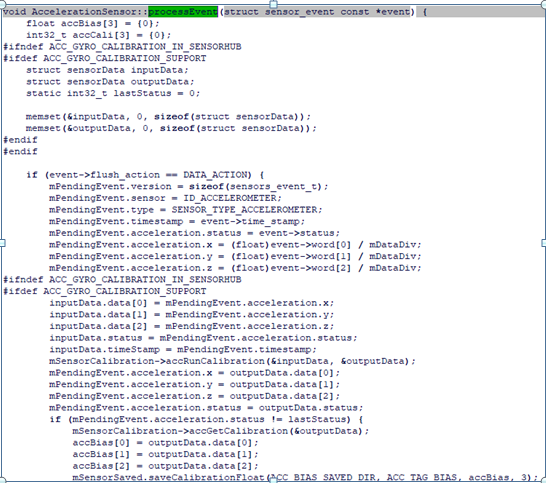 void AccelerationSensor::processEvent(struct sensor_event const *event) {
    float accBias[3] = {0};
    int32_t accCali[3] = {0};
#ifndef ACC_GYRO_CALIBRATION_IN_SENSORHUB
#ifdef ACC_GYRO_CALIBRATION_SUPPORT
    struct sensorData inputData;
    struct sensorData outputData;
    static int32_t lastStatus = 0;

    memset(&inputData, 0, sizeof(struct sensorData));
    memset(&outputData, 0, sizeof(struct sensorData));
#endif
#endif

    if (event->flush_action == DATA_ACTION) {
        mPendingEvent.version = sizeof(sensors_event_t);
        mPendingEvent.sensor = ID_ACCELEROMETER;
        mPendingEvent.type = SENSOR_TYPE_ACCELEROMETER;
        mPendingEvent.timestamp = event->time_stamp;
        mPendingEvent.acceleration.status = event->status;
        mPendingEvent.acceleration.x = (float)event->word[0] / mDataDiv;
        mPendingEvent.acceleration.y = (float)event->word[1] / mDataDiv;
        mPendingEvent.acceleration.z = (float)event->word[2] / mDataDiv;
#ifndef ACC_GYRO_CALIBRATION_IN_SENSORHUB
#ifdef ACC_GYRO_CALIBRATION_SUPPORT
        inputData.data[0] = mPendingEvent.acceleration.x;
        inputData.data[1] = mPendingEvent.acceleration.y;
        inputData.data[2] = mPendingEvent.acceleration.z;
        inputData.status = mPendingEvent.acceleration.status;
        inputData.timeStamp = mPendingEvent.timestamp;
        mSensorCalibration->accRunCalibration(&inputData, &outputData);
        mPendingEvent.acceleration.x = outputData.data[0];
        mPendingEvent.acceleration.y = outputData.data[1];
        mPendingEvent.acceleration.z = outputData.data[2];
        mPendingEvent.acceleration.status = outputData.status;
        if (mPendingEvent.acceleration.status != lastStatus) {
            mSensorCalibration->accGetCalibration(&outputData);
            accBias[0] = outputData.data[0];
            accBias[1] = outputData.data[1];
            accBias[2] = outputData.data[2];
            mSensorSaved.saveCalibrationFloat(ACC_BIAS_SAVED_DIR, ACC_TAG_BIAS, accBias, 3);